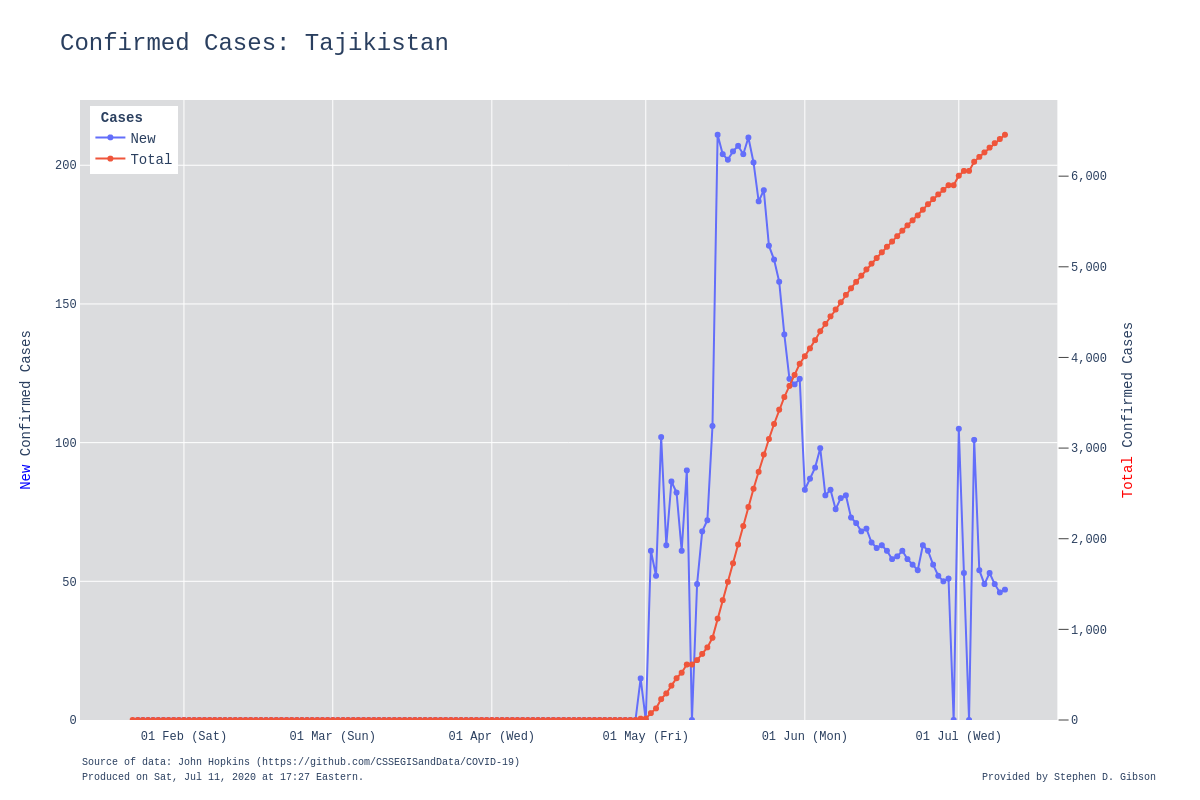 Confirmed Cases: Tajikistan
Cases
New
Total
200
150
100
50
0
New Confirmed Cases
6,000
5,000
4,000
3,000
2,000
1,000
0
Total Confirmed Cases
01 Feb (Sat)
01 Mar (Sun)
01 Apr (Wed)
01 May (Fri)
01 Jun (Mon)
01 Jul (Wed)
Source of data: John Hopkins (https://github.com/CSSEGISandData/COVID-19)
Produced on Sat, Jul 11, 2020 at 17:27 Eastern.
Provided by Stephen D. Gibson